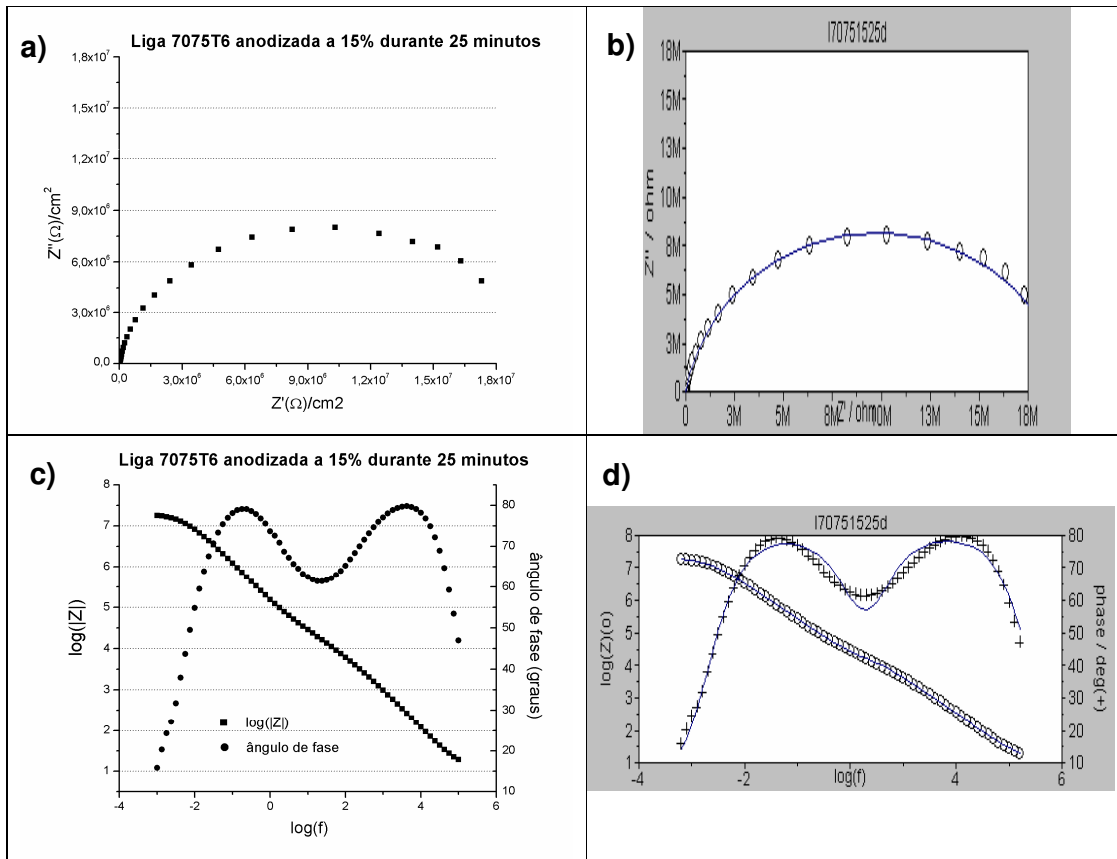 a)
Liga 7075T6 anodizada a 15% durante 25 minutos
1,8x10⁷
1,5x10⁷
1,2x10⁷
9,0x10⁶
6,0x10⁶
3,0x10⁶
0,0
Z''(Ω)/cm²
0,0 3,0x10⁶ 6,0x10⁶ 9,0x10⁶ 1,2x10⁷ 1,5x10⁷ 1,8x10⁷
Z'(Ω)/cm2
b)
I70751525d
18M
15M
13M
10M
8M
5M
3M
0
Z'' / ohm
0 3M 5M 8M 10M 13M 15M 18M
Z' / ohm
c)
Liga 7075T6 anodizada a 15% durante 25 minutos
8
7
6
5
4
3
2
1
log(|Z|)
80
70
60
50
40
30
20
10
ângulo de fase (graus)
log(|Z|)
ângulo de fase
-4 -2 0 2 4 6
log(f)
d)
I70751525d
8
7
6
5
4
3
2
1
log(Z)(o)
80
70
60
50
40
30
20
10
phase / deg(+)
-4 -2 1 4 6
log(f)